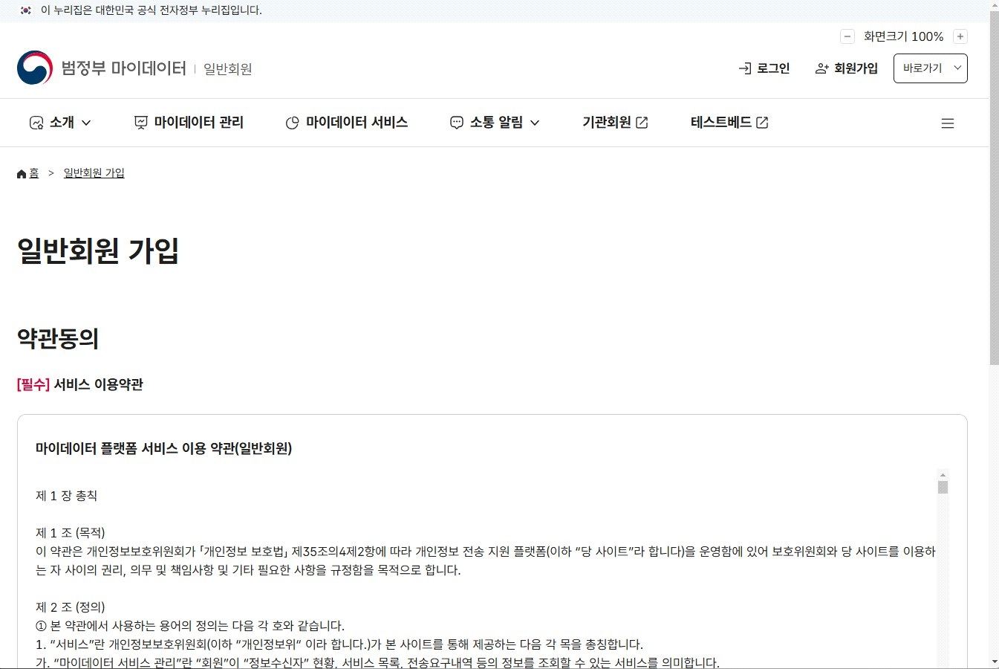 이 누리집은 대한민국 공식 전자정부 누리집입니다.
화면크기 100%
범정부 마이데이터 일반회원
로그인 회원가입 바로가기
소개 마이데이터 관리 마이데이터 서비스 소통 알림 기관회원 테스트베드
홈 > 일반회원 가입
일반회원 가입
약관동의
[필수] 서비스 이용약관
마이데이터 플랫폼 서비스 이용 약관(일반회원)
제 1 장 총칙
제 1 조 (목적)
이 약관은 개인정보보호위원회가 「개인정보 보호법」 제35조의4제2항에 따라 개인정보 전송 지원 플랫폼(이하 “당 사이트”라 합니다)을 운영함에 있어 보호위원회와 당 사이트를 이용하
는 자 사이의 권리, 의무 및 책임사항 및 기타 필요한 사항을 규정함을 목적으로 합니다.
제 2 조 (정의)
① 본 약관에서 사용하는 용어의 정의는 다음 각 호와 같습니다.
1. “서비스”란 개인정보보호위원회(이하 “개인정보위“ 이라 합니다.)가 본 사이트를 통해 제공하는 다음 각 목을 총칭합니다.
가. “마이데이터 서비스 관리”란 “회원”이 “정보수신자” 현황, 서비스 목록, 전송요구내역 등의 정보를 조회할 수 있는 서비스를 의미합니다.